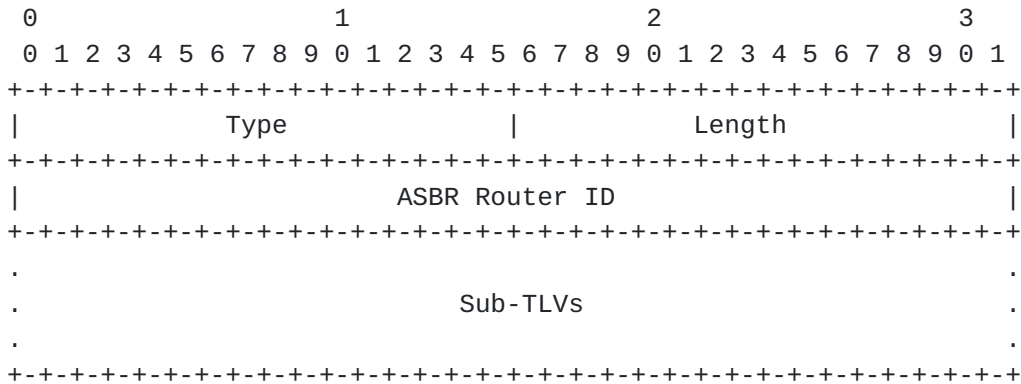 0                   1                   2                   3
 0 1 2 3 4 5 6 7 8 9 0 1 2 3 4 5 6 7 8 9 0 1 2 3 4 5 6 7 8 9 0 1
+-+-+-+-+-+-+-+-+-+-+-+-+-+-+-+-+-+-+-+-+-+-+-+-+-+-+-+-+-+-+-+-+
|             Type              |           Length              |
+-+-+-+-+-+-+-+-+-+-+-+-+-+-+-+-+-+-+-+-+-+-+-+-+-+-+-+-+-+-+-+-+
|                        ASBR Router ID                         |
+-+-+-+-+-+-+-+-+-+-+-+-+-+-+-+-+-+-+-+-+-+-+-+-+-+-+-+-+-+-+-+-+
.                                                               .
.                            Sub-TLVs                           .
.                                                               .
+-+-+-+-+-+-+-+-+-+-+-+-+-+-+-+-+-+-+-+-+-+-+-+-+-+-+-+-+-+-+-+-+